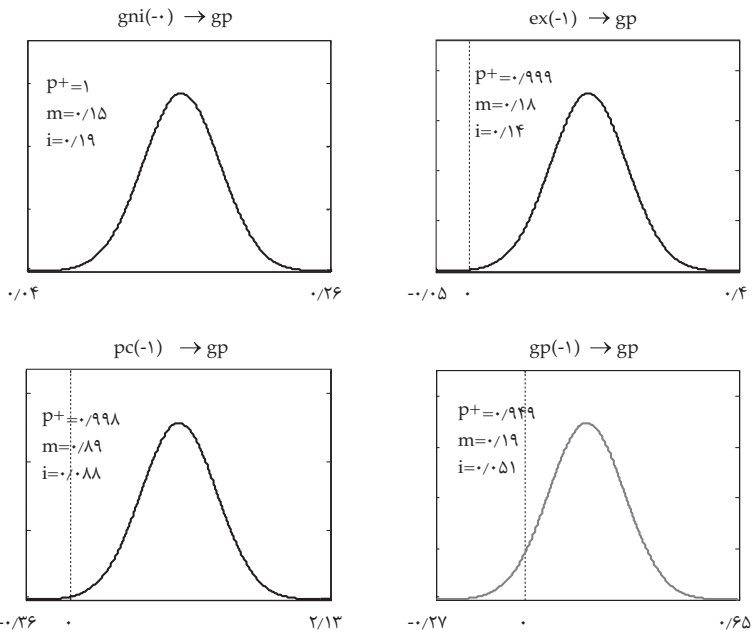 gni(-۰) → gp
p+=۱
m=۰/۱۵
i=۰/۱۹
۰/۰۴ ۰/۲۶
ex(-۱) → gp
p+=۰/۹۹۹
m=۰/۱۸
i=۰/۱۴
-۰/۰۵ ۰ ۰/۴
pc(-۱) → gp
p+=۰/۹۹۸
m=۰/۸۹
i=۰/۰۸۸
-۰/۳۶ ۰ ۲/۱۳
gp(-۱) → gp
p+=۰/۹۴۹
m=۰/۱۹
i=۰/۰۵۱
-۰/۲۷ ۰ ۰/۶۵